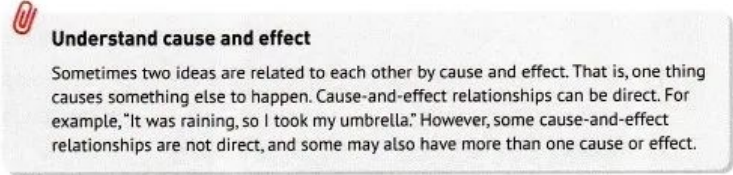 Understand cause and effect
Sometimes two ideas are related to each other by cause and effect. That is, one thing
causes something else to happen. Cause-and-effect relationships can be direct. For
example, "It was raining, so I took my umbrella." However, some cause-and-effect
relationships are not direct, and some may also have more than one cause or effect.